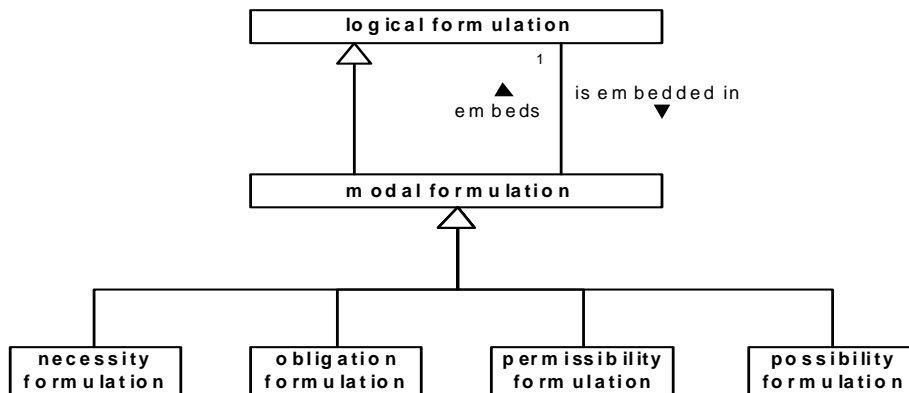 logical formulation
1
embeds
is embedded in
modal formulation
necessity
formulation
obligation
formulation
permissibility
formulation
possibility
formulation